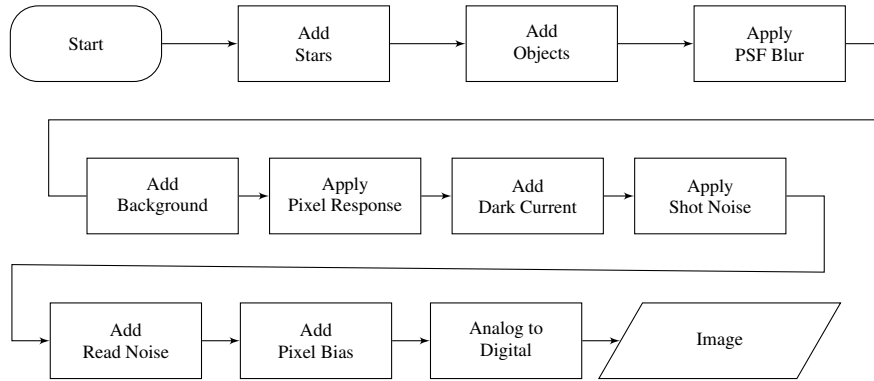 Start
Add
Stars
Add
Objects
Apply
PSF Blur
Add
Background
Apply
Pixel Response
Add
Dark Current
Apply
Shot Noise
Add
Read Noise
Add
Pixel Bias
Analog to
Digital
Image